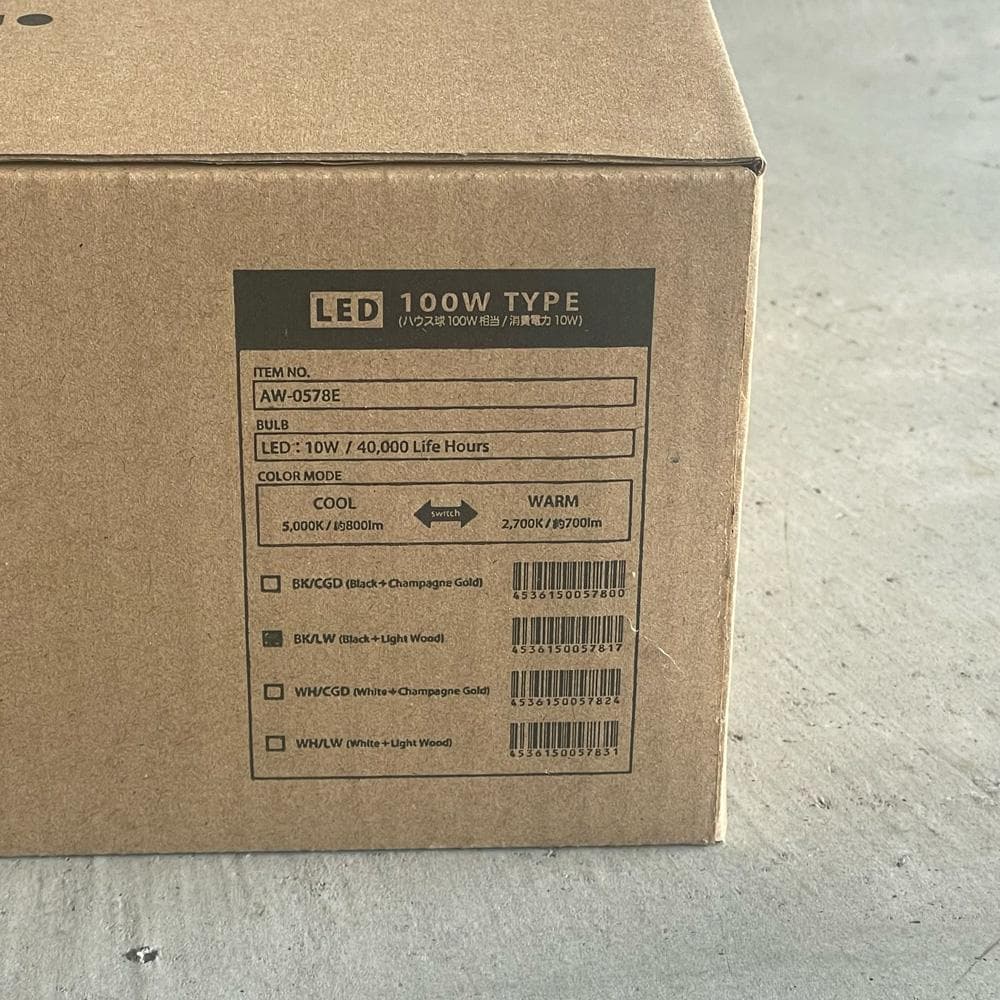 LED 100W TYPE
(ハウス球100W相当/消費電力10W)
ITEM NO.
AW-0578E
BULB
LED：10W / 40,000 Life Hours
COLOR MODE
COOL switch WARM
5,000K/約800lm 2,700K/約700lm
BK/CGD (Black+Champagne Gold) 4536150057800
BK/LW (Black+Light Wood) 4536150057817
WH/CGD (White+Champagne Gold) 4536150057824
WH/LW (White+Light Wood) 4536150057831